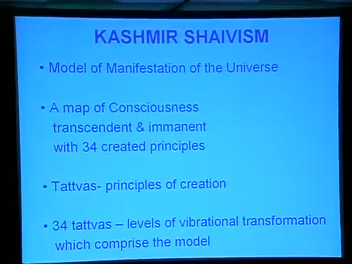 KASHMIR SHAIVISM
• Model of Manifestation of the Universe
• A map of Consciousness
transcendent & immanent
with 34 created principles
• Tattvas- principles of creation
• 34 tattvas – levels of vibrational transformation
which comprise the model